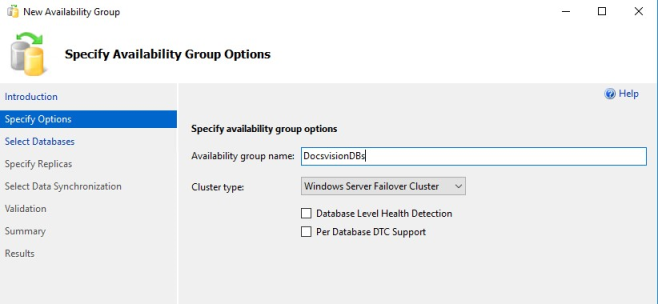 New Availability Group
Specify Availability Group Options
Introduction
Help
Specify Options
Select Databases
Specify Replicas
Select Data Synchronization
Validation
Summary
Results
Specify availability group options
Availability group name: DocsvisionDBs
Cluster type: Windows Server Failover Cluster
Database Level Health Detection
Per Database DTC Support